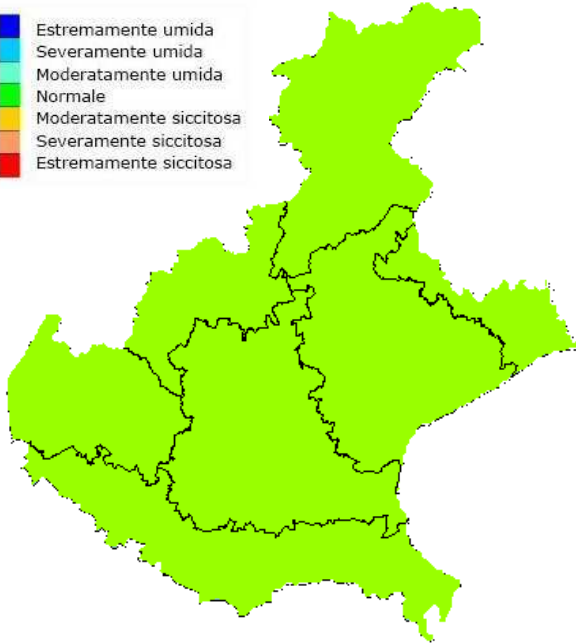 Estremamente umida
Severamente umida
Moderatamente umida
Normale
Moderatamente siccitosa
Severamente siccitosa
Estremamente siccitosa